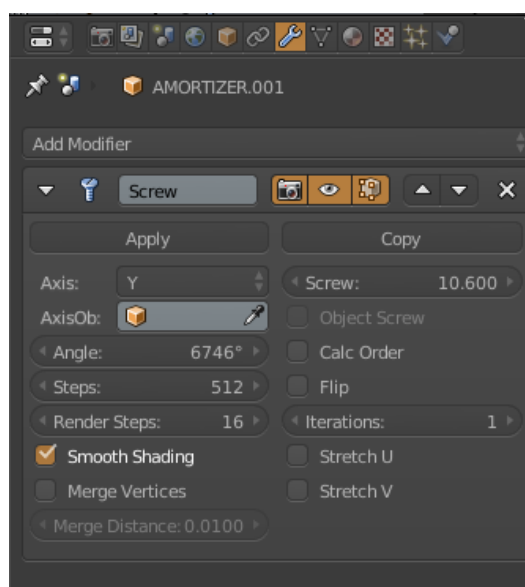 AMORTIZER.001
Add Modifier
Screw
Apply
Copy
Axis: Y
Screw: 10.600
AxisOb:
Object Screw
Angle: 6746°
Calc Order
Steps: 512
Flip
Render Steps: 16
Iterations: 1
Smooth Shading
Stretch U
Merge Vertices
Stretch V
Merge Distance: 0.0100